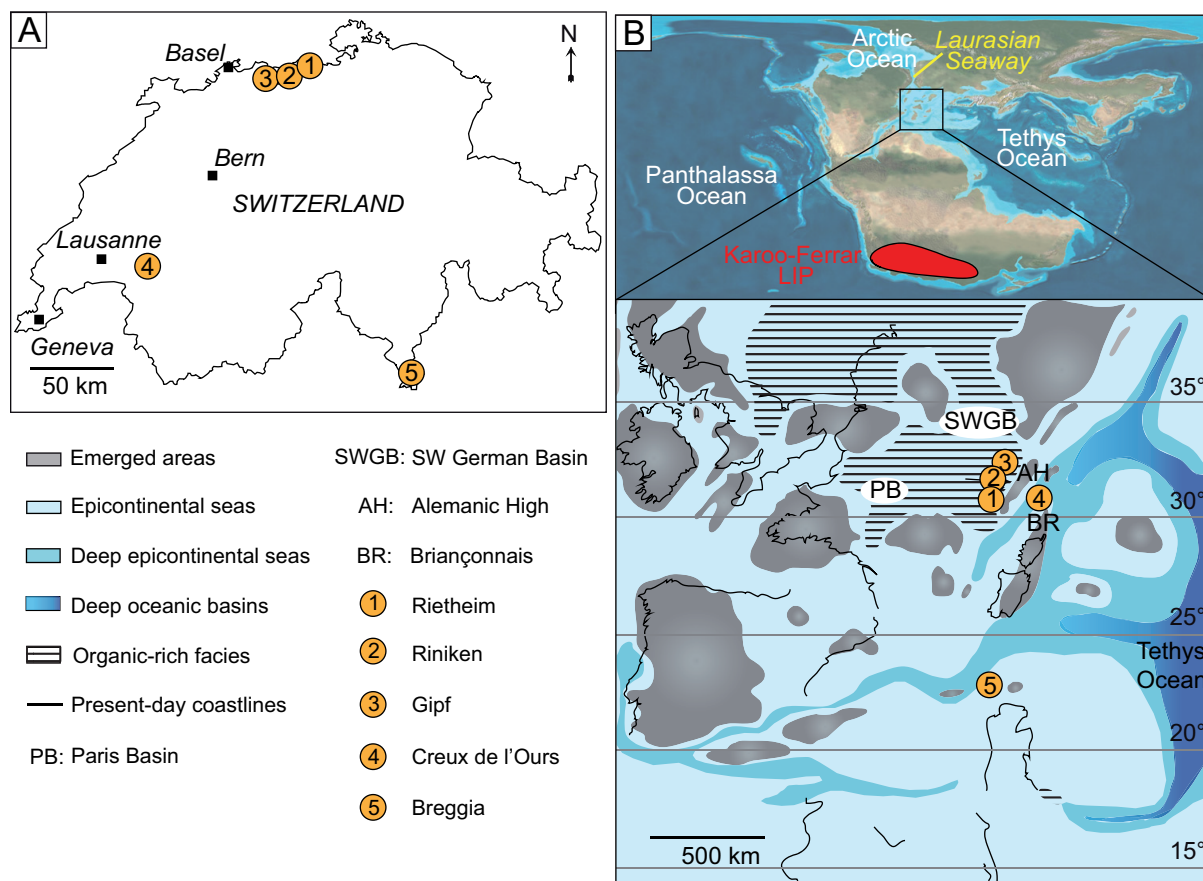 A
Basel
N
3
2
1
Bern
SWITZERLAND
Lausanne
4
Geneva
50 km
5
B
Arctic
Ocean
Laurasian
Seaway
Tethys
Ocean
Panthalassa
Ocean
Karoo-Ferrar
LIP
35°
SWGB
3
AH
2
PB
1
4
30°
BR
25°
Tethys
Ocean
5
20°
500 km
15°
Emerged areas
Epicontinental seas
Deep epicontinental seas
Deep oceanic basins
Organic-rich facies
Present-day coastlines
PB: Paris Basin
SWGB: SW German Basin
AH: Alemanic High
BR: Briançonnais
1 Rietheim
2 Riniken
3 Gipf
4 Creux de l'Ours
5 Breggia